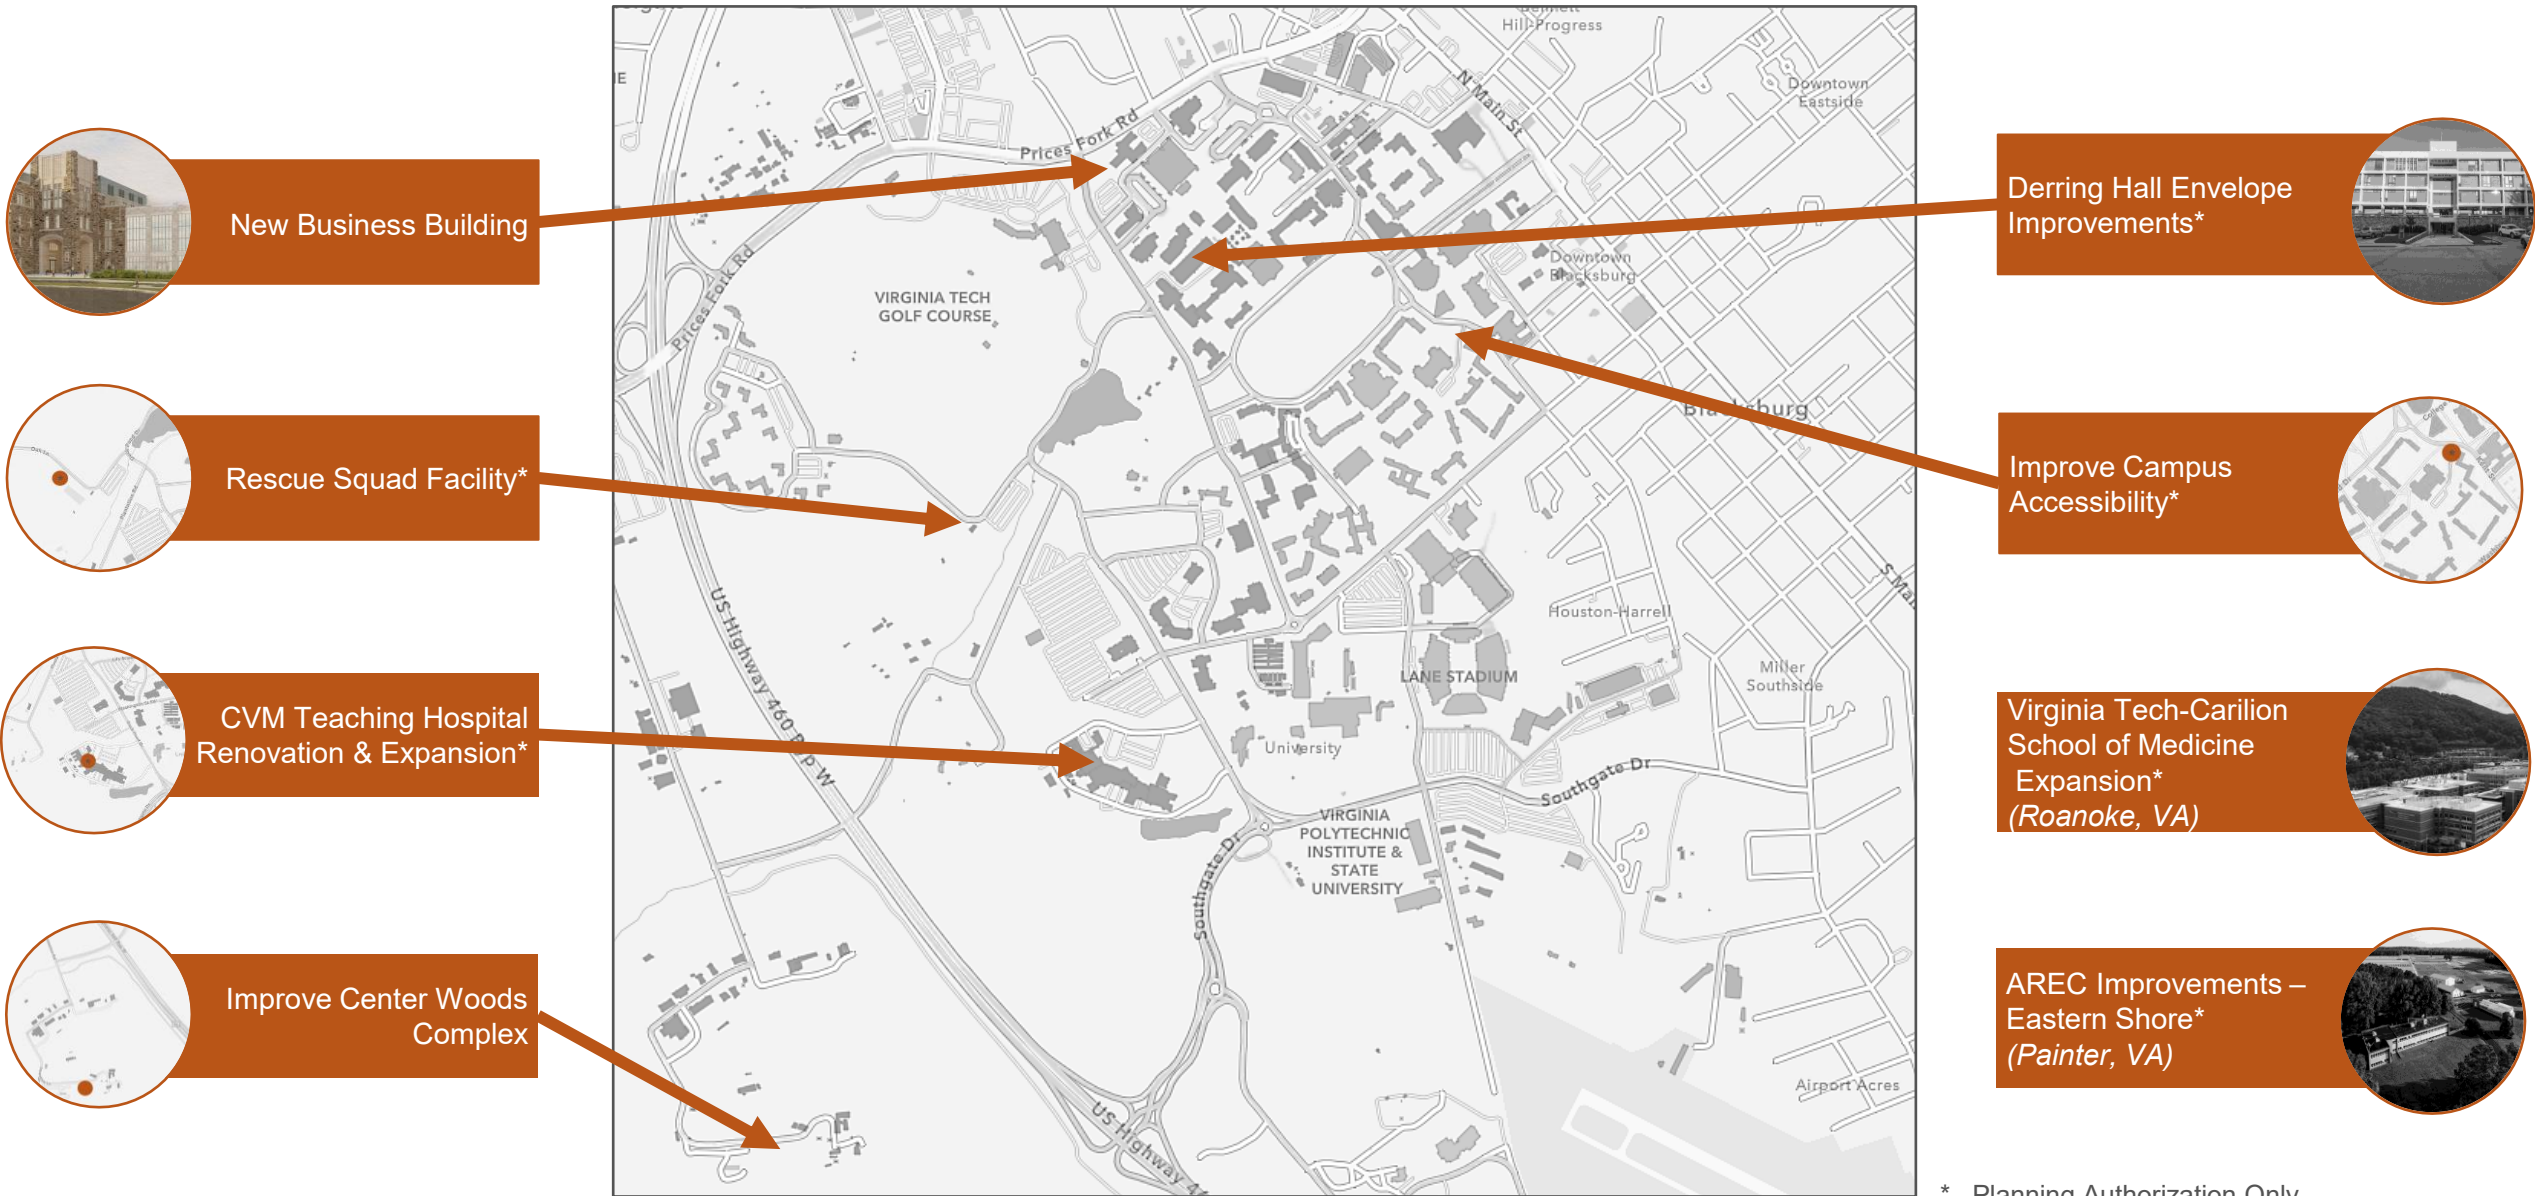 Hill-Progress
N Main St
Downtown
Eastside
Prices Fork Rd
New Business Building
Derring Hall Envelope
Improvements*
Downtown
Blacksburg
Prices Fork Rd
VIRGINIA TECH
GOLF COURSE
Blacksburg
Rescue Squad Facility*
Improve Campus
Accessibility*
US Highway 460 Byp W
Houston-Harrell
LANE STADIUM
Miller
Southside
CVM Teaching Hospital
Renovation & Expansion*
University
Southgate Dr
Virginia Tech-Carilion
School of Medicine
Expansion*
(Roanoke, VA)
VIRGINIA
POLYTECHNIC
INSTITUTE &
STATE
UNIVERSITY
Southgate Dr
Improve Center Woods
Complex
AREC Improvements –
Eastern Shore*
(Painter, VA)
Airport Acres
US Highway
* Planning Authorization Only